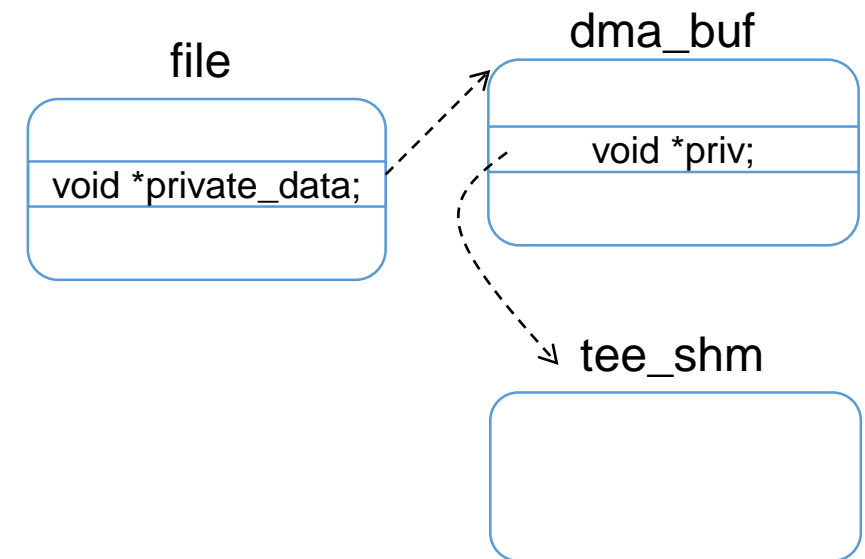 file
void *private_data;
dma_buf
void *priv;
tee_shm